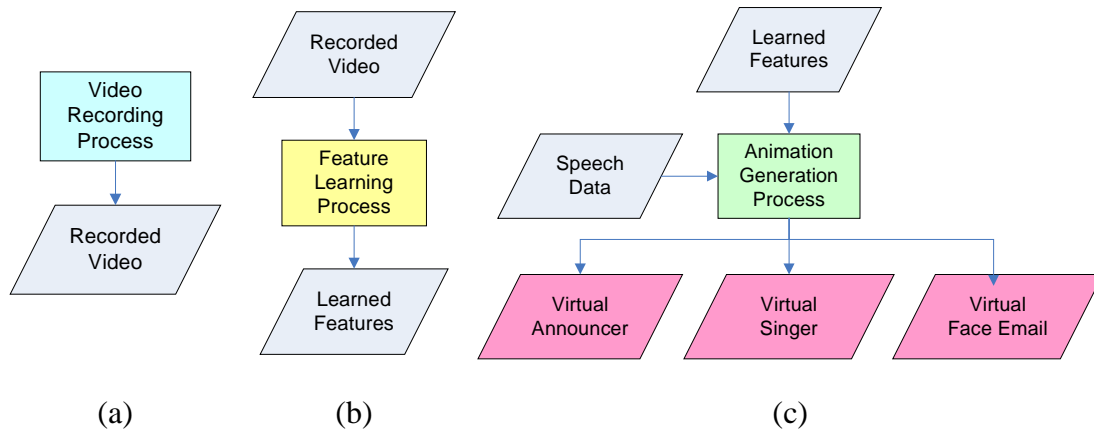 Video
Recording
Process
Recorded
Video
(a)
Recorded
Video
Feature
Learning
Process
Learned
Features
(b)
Learned
Features
Speech
Data
Animation
Generation
Process
Virtual
Announcer
Virtual
Singer
Virtual
Face Email
(c)